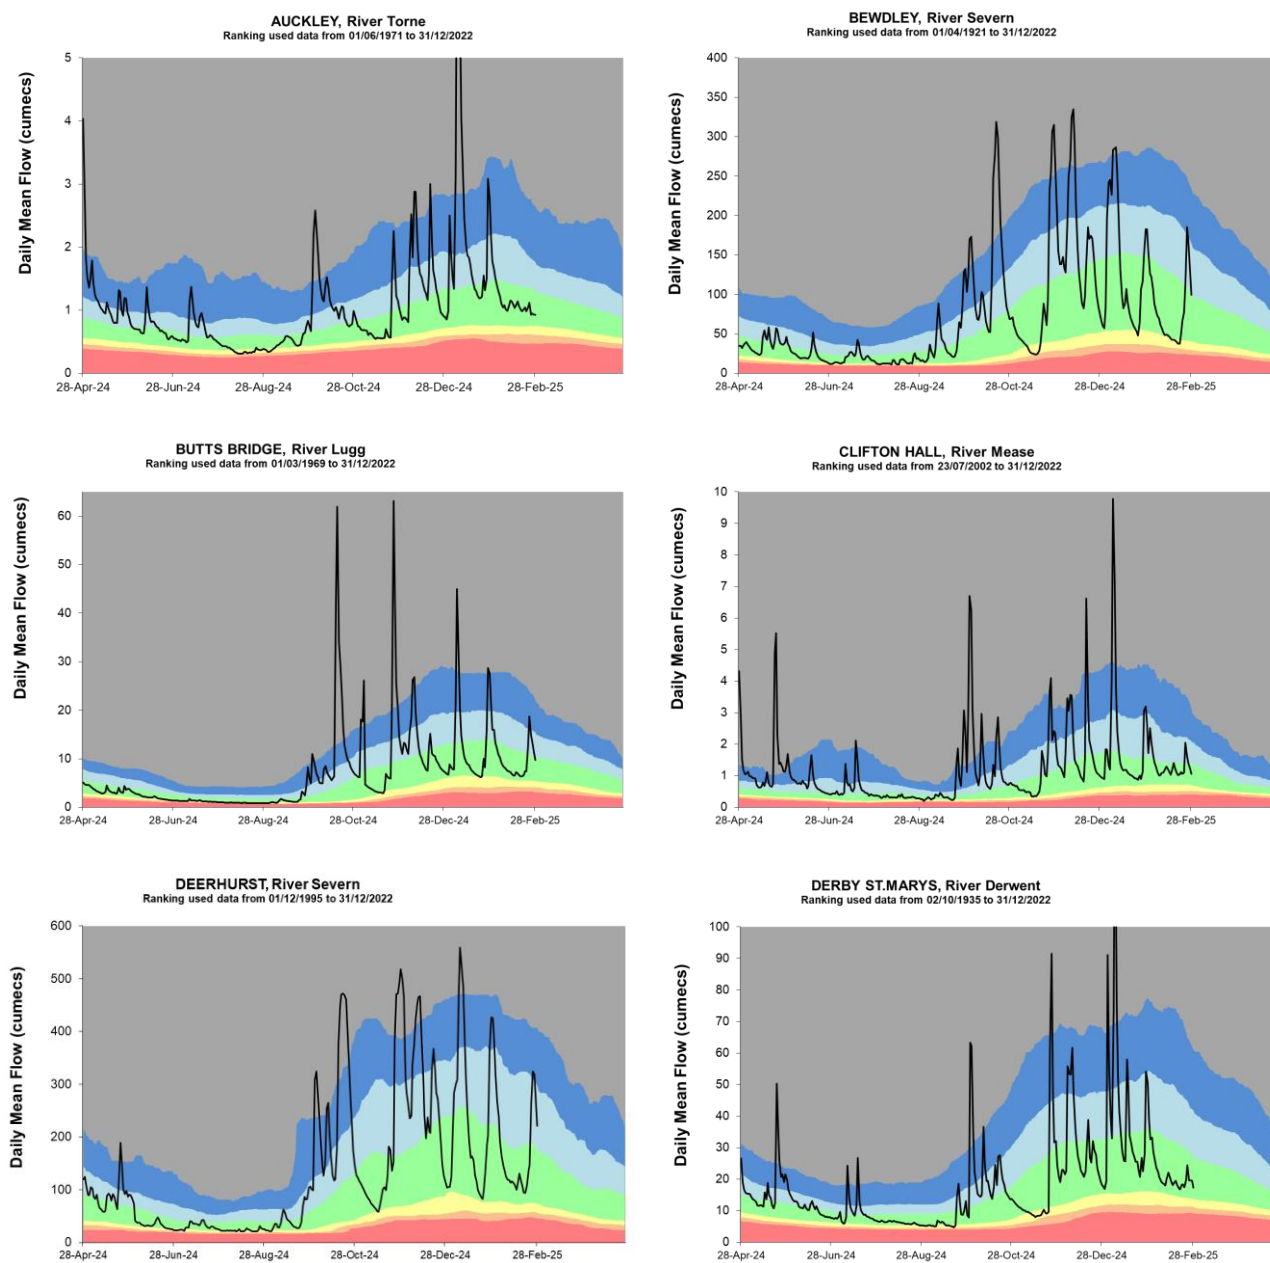 AUCKLEY, River Torne
Ranking used data from 01/06/1971 to 31/12/2022
Daily Mean Flow (cumecs)
5
4
3
2
1
0
28-Apr-24 28-Jun-24 28-Aug-24 28-Oct-24 28-Dec-24 28-Feb-25
BEWDLEY, River Severn
Ranking used data from 01/04/1921 to 31/12/2022
Daily Mean Flow (cumecs)
400
350
300
250
200
150
100
50
0
28-Apr-24 28-Jun-24 28-Aug-24 28-Oct-24 28-Dec-24 28-Feb-25
BUTTS BRIDGE, River Lugg
Ranking used data from 01/03/1969 to 31/12/2022
Daily Mean Flow (cumecs)
60
50
40
30
20
10
0
28-Apr-24 28-Jun-24 28-Aug-24 28-Oct-24 28-Dec-24 28-Feb-25
CLIFTON HALL, River Mease
Ranking used data from 23/07/2002 to 31/12/2022
Daily Mean Flow (cumecs)
10
9
8
7
6
5
4
3
2
1
0
28-Apr-24 28-Jun-24 28-Aug-24 28-Oct-24 28-Dec-24 28-Feb-25
DEERHURST, River Severn
Ranking used data from 01/12/1995 to 31/12/2022
Daily Mean Flow (cumecs)
600
500
400
300
200
100
0
28-Apr-24 28-Jun-24 28-Aug-24 28-Oct-24 28-Dec-24 28-Feb-25
DERBY ST.MARYS, River Derwent
Ranking used data from 02/10/1935 to 31/12/2022
Daily Mean Flow (cumecs)
100
90
80
70
60
50
40
30
20
10
0
28-Apr-24 28-Jun-24 28-Aug-24 28-Oct-24 28-Dec-24 28-Feb-25